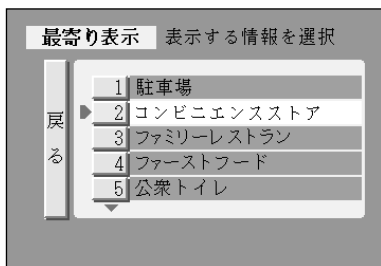 最寄り表示 表示する情報を選択
戻る
1 駐車場
2 コンビニエンスストア
3 ファミリーレストラン
4 ファーストフード
5 公衆トイレ